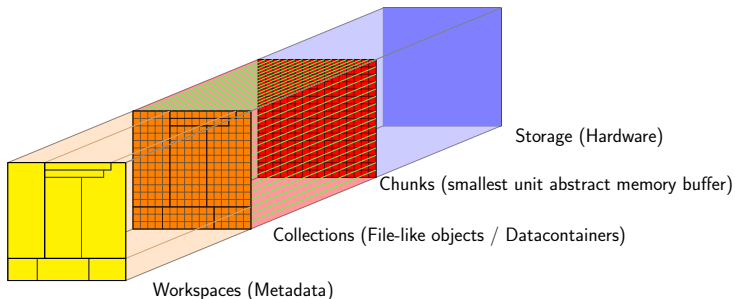 Storage (Hardware)
Chunks (smallest unit abstract memory buffer)
Collections (File-like objects / Datacontainers)
Workspaces (Metadata)